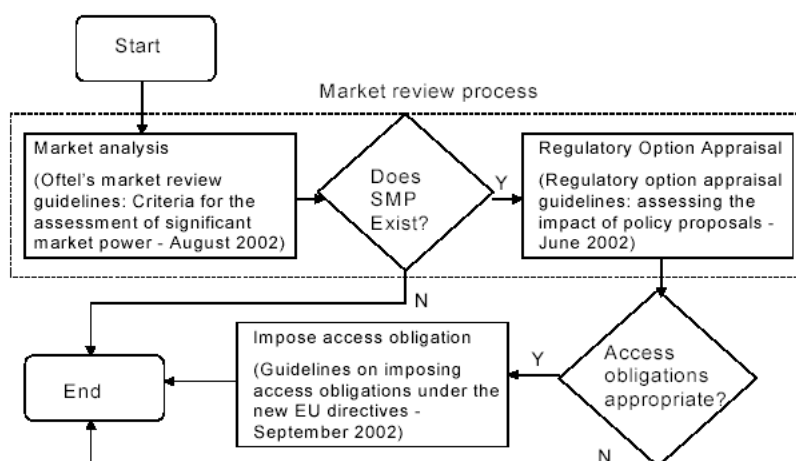 Start
Market review process
Market analysis
(Oftel's market review
guidelines: Criteria for the
assessment of significant
market power - August 2002)
Does
SMP
Exist?
Y
Regulatory Option Appraisal
(Regulatory option appraisal
guidelines: assessing the
impact of policy proposals -
June 2002)
N
Impose access obligation
(Guidelines on imposing
access obligations under the
new EU directives -
September 2002)
Y
Access
obligations
appropriate?
End
N